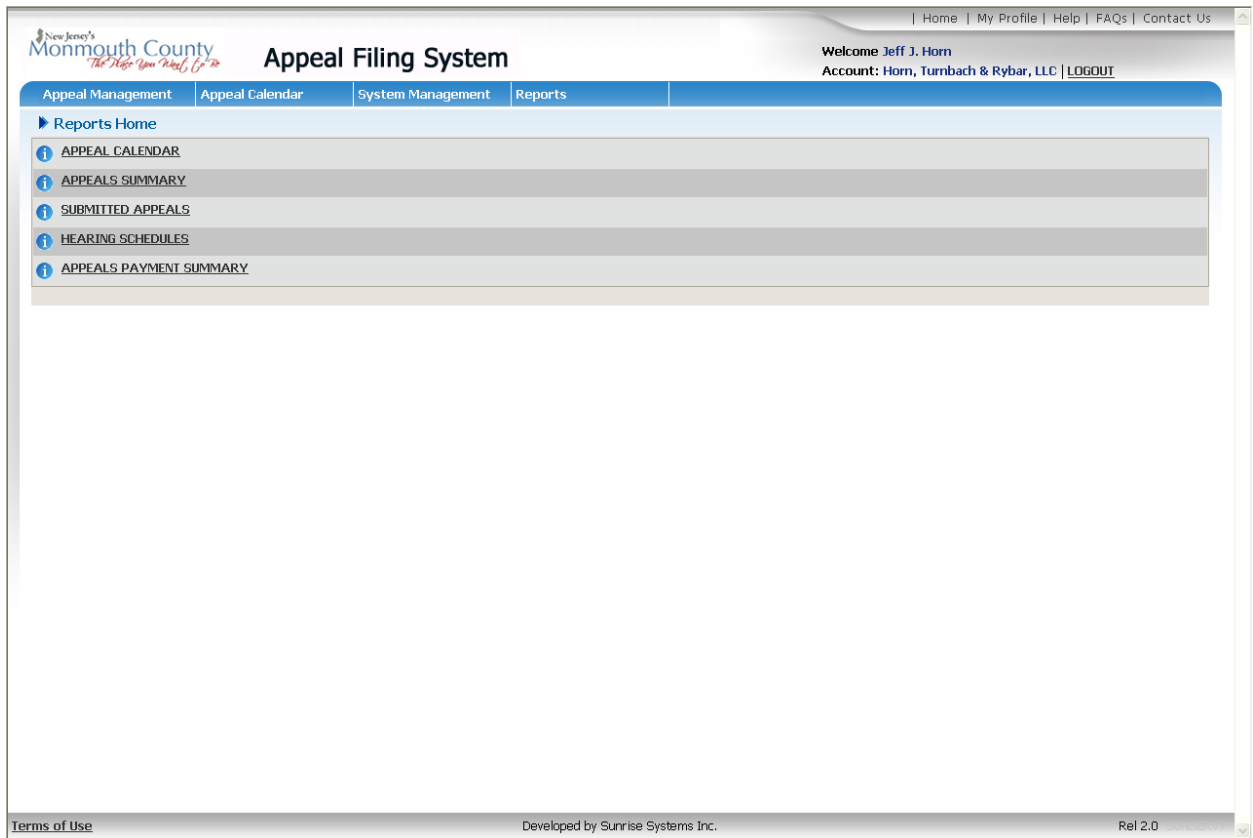 | Home | My Profile | Help | FAQs | Contact Us
New Jersey's
Monmouth County
The Place You Want to Be
Appeal Filing System
Welcome Jeff J. Horn
Account: Horn, Turnbach & Rybar, LLC | LOGOUT
Appeal Management Appeal Calendar System Management Reports
Reports Home
APPEAL CALENDAR
APPEALS SUMMARY
SUBMITTED APPEALS
HEARING SCHEDULES
APPEALS PAYMENT SUMMARY
Terms of Use Developed by Sunrise Systems Inc. Rel 2.0